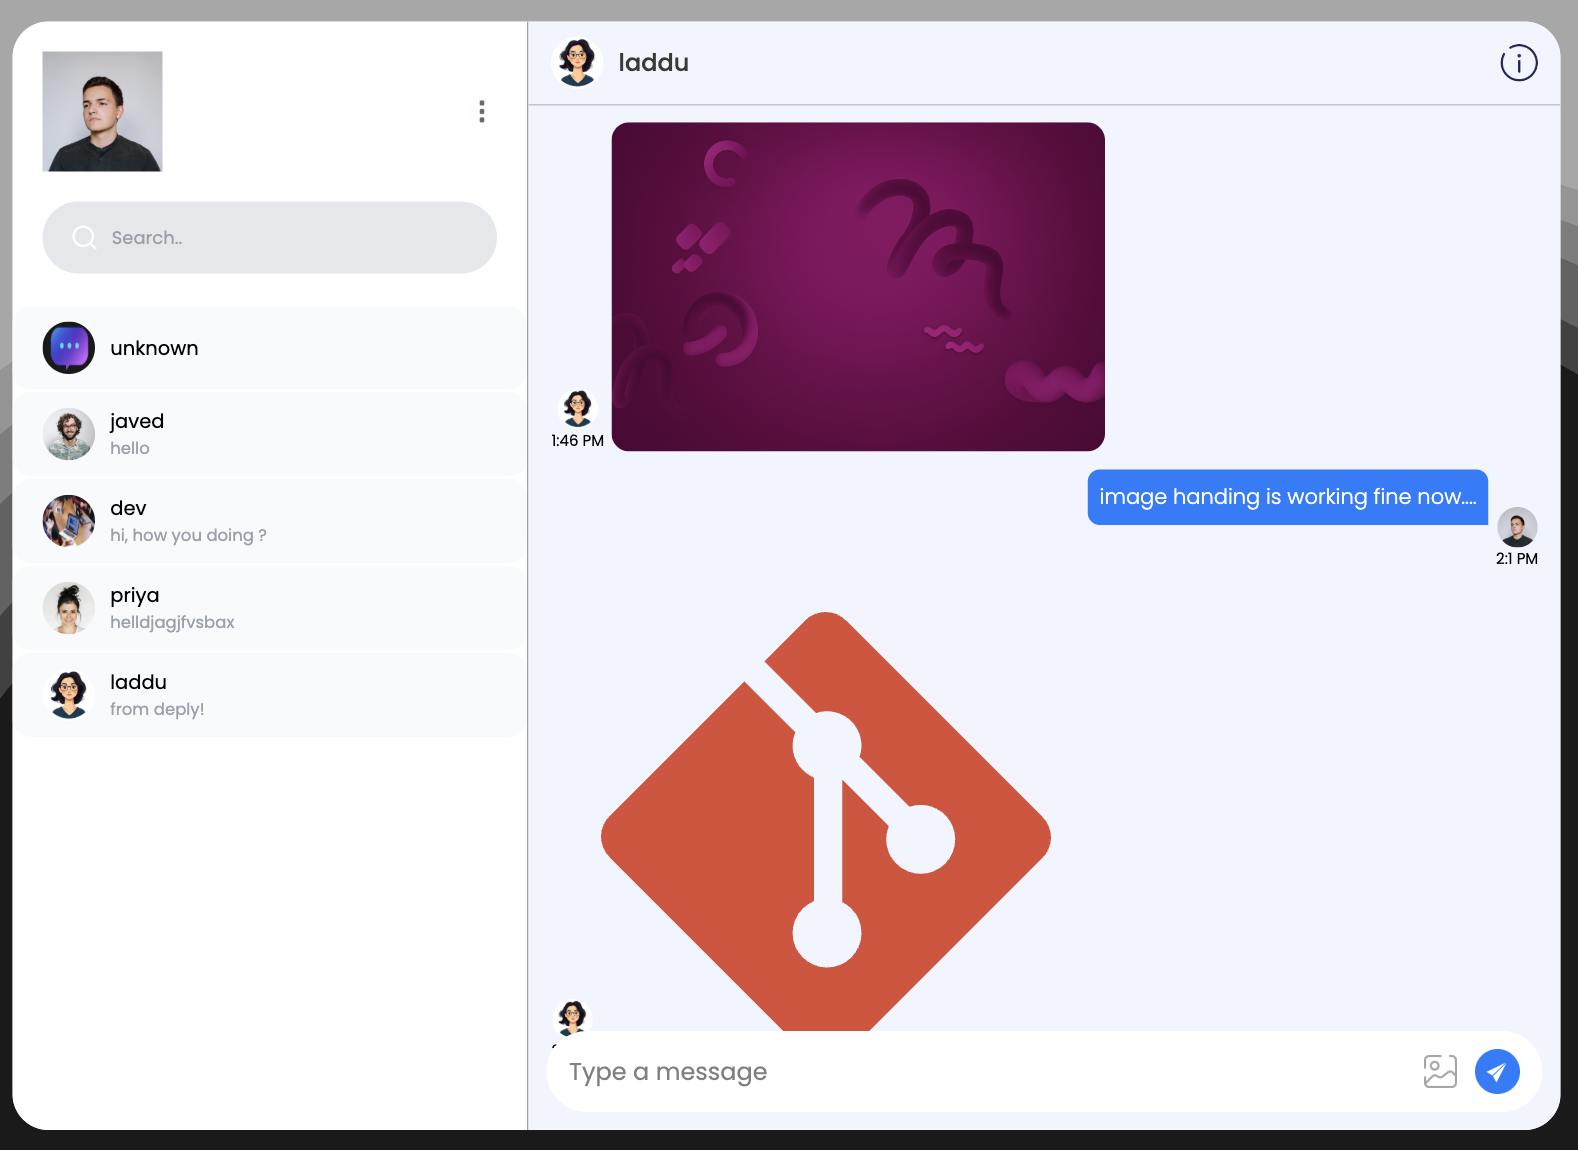 Search..
unknown
javed
hello
dev
hi, how you doing ?
priya
helldjagjfvsbax
laddu
from deply!
laddu
1:46 PM
image handing is working fine now....
2:1 PM
Type a message